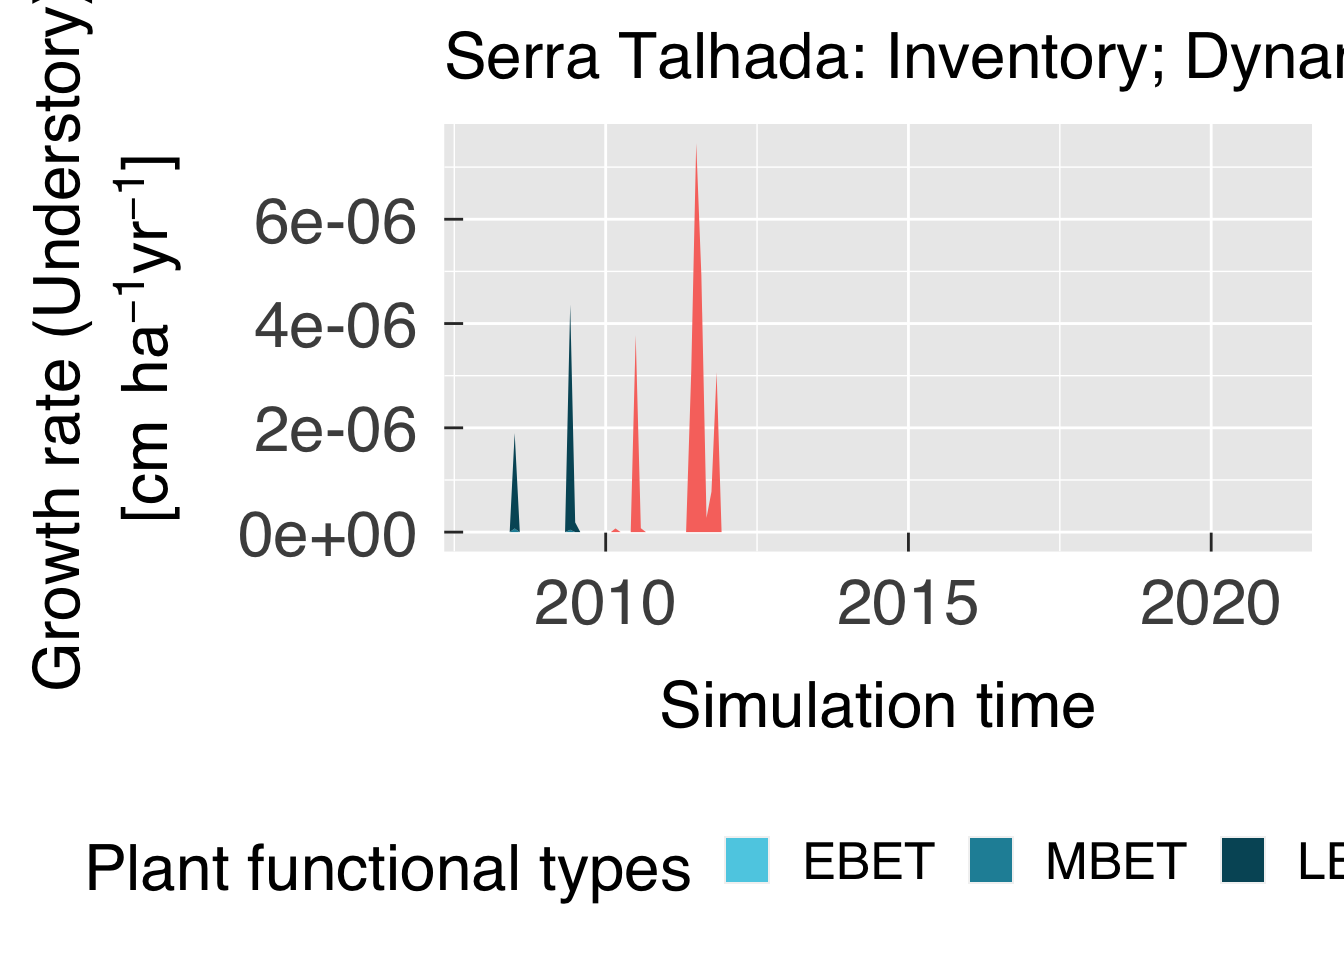 Serra Talhada: Inventory; Dynar
Growth rate (Understory)
[cm ha⁻¹yr⁻¹]
6e-06
4e-06
2e-06
0e+00
2010 2015 2020
Simulation time
Plant functional types EBET MBET LE